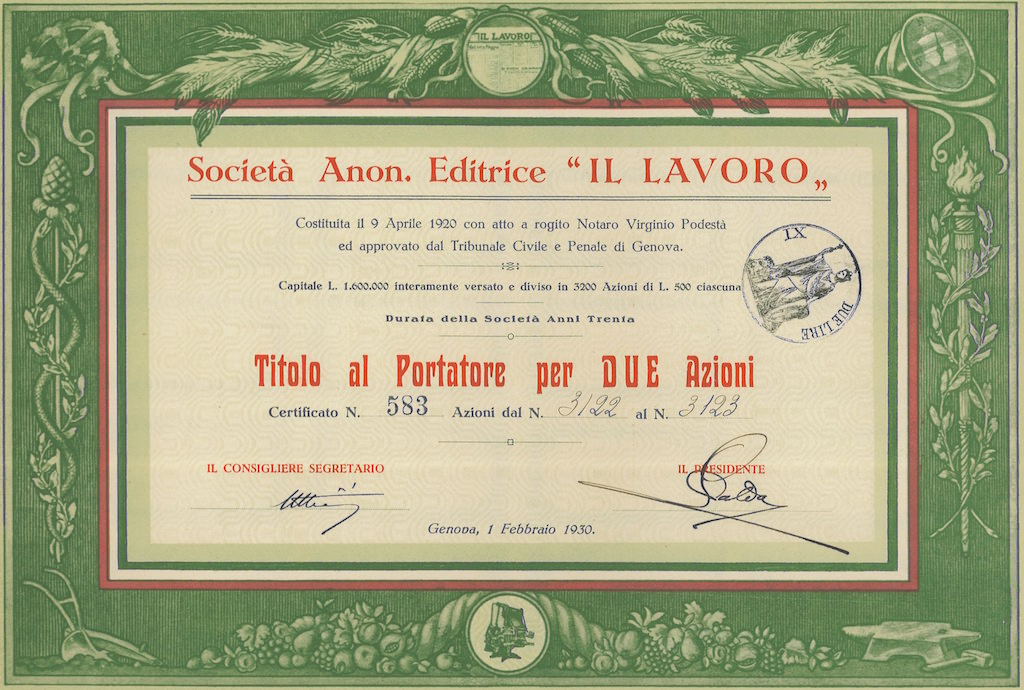 IL LAVORO
Società Anon. Editrice “IL LAVORO„
Costituita il 9 Aprile 1920 con atto a rogito Notaro Virginio Podestà
ed approvato dal Tribunale Civile e Penale di Genova.
Capitale L. 1.600.000 interamente versato e diviso in 3200 Azioni di L. 500 ciascuna
IX
DUE LIRE
Durata della Società Anni Trenta
Titolo al Portatore per DUE Azioni
Certificato N. 583 Azioni dal N. 3122 al N. 3123
IL CONSIGLIERE SEGRETARIO IL PRESIDENTE
Genova, 1 Febbraio 1930.